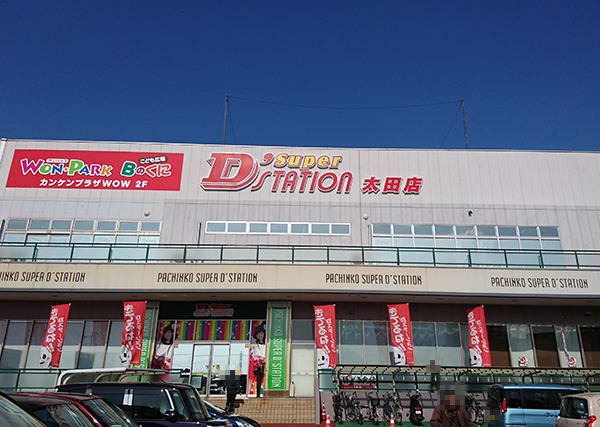 WON-PARK Bのくに
こども広場
カンケンプラザWOW 2F
Super
D'STATION 太田店
PACHINKO SUPER D'STATION
PACHINKO SUPER D'STATION
PACHINKO SUPER D'STATION
PACHINKO SUPER D'STATION
SUPER D'STATION